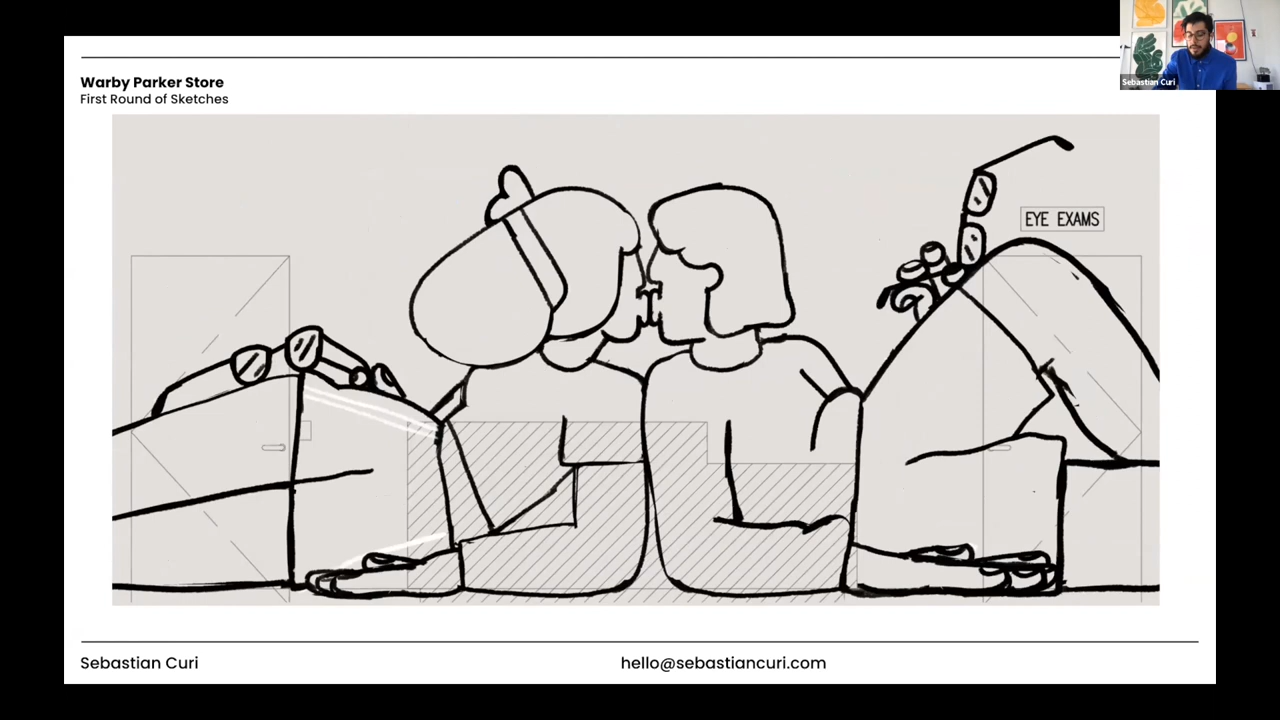 Warby Parker Store
First Round of Sketches
EYE EXAMS
Sebastian Curi
Sebastian Curi
hello@sebastiancuri.com